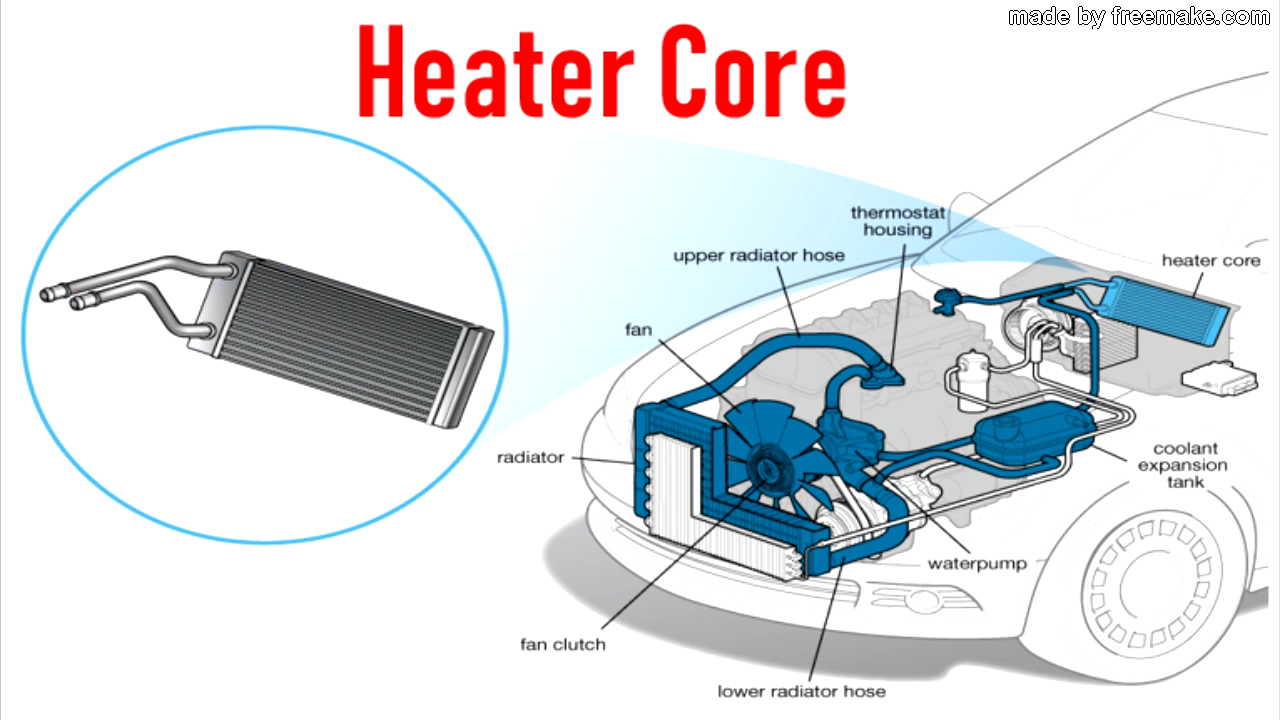 made by freemake.com
Heater Core
thermostat
housing
upper radiator hose
heater core
fan
radiator
coolant
expansion
tank
waterpump
fan clutch
lower radiator hose